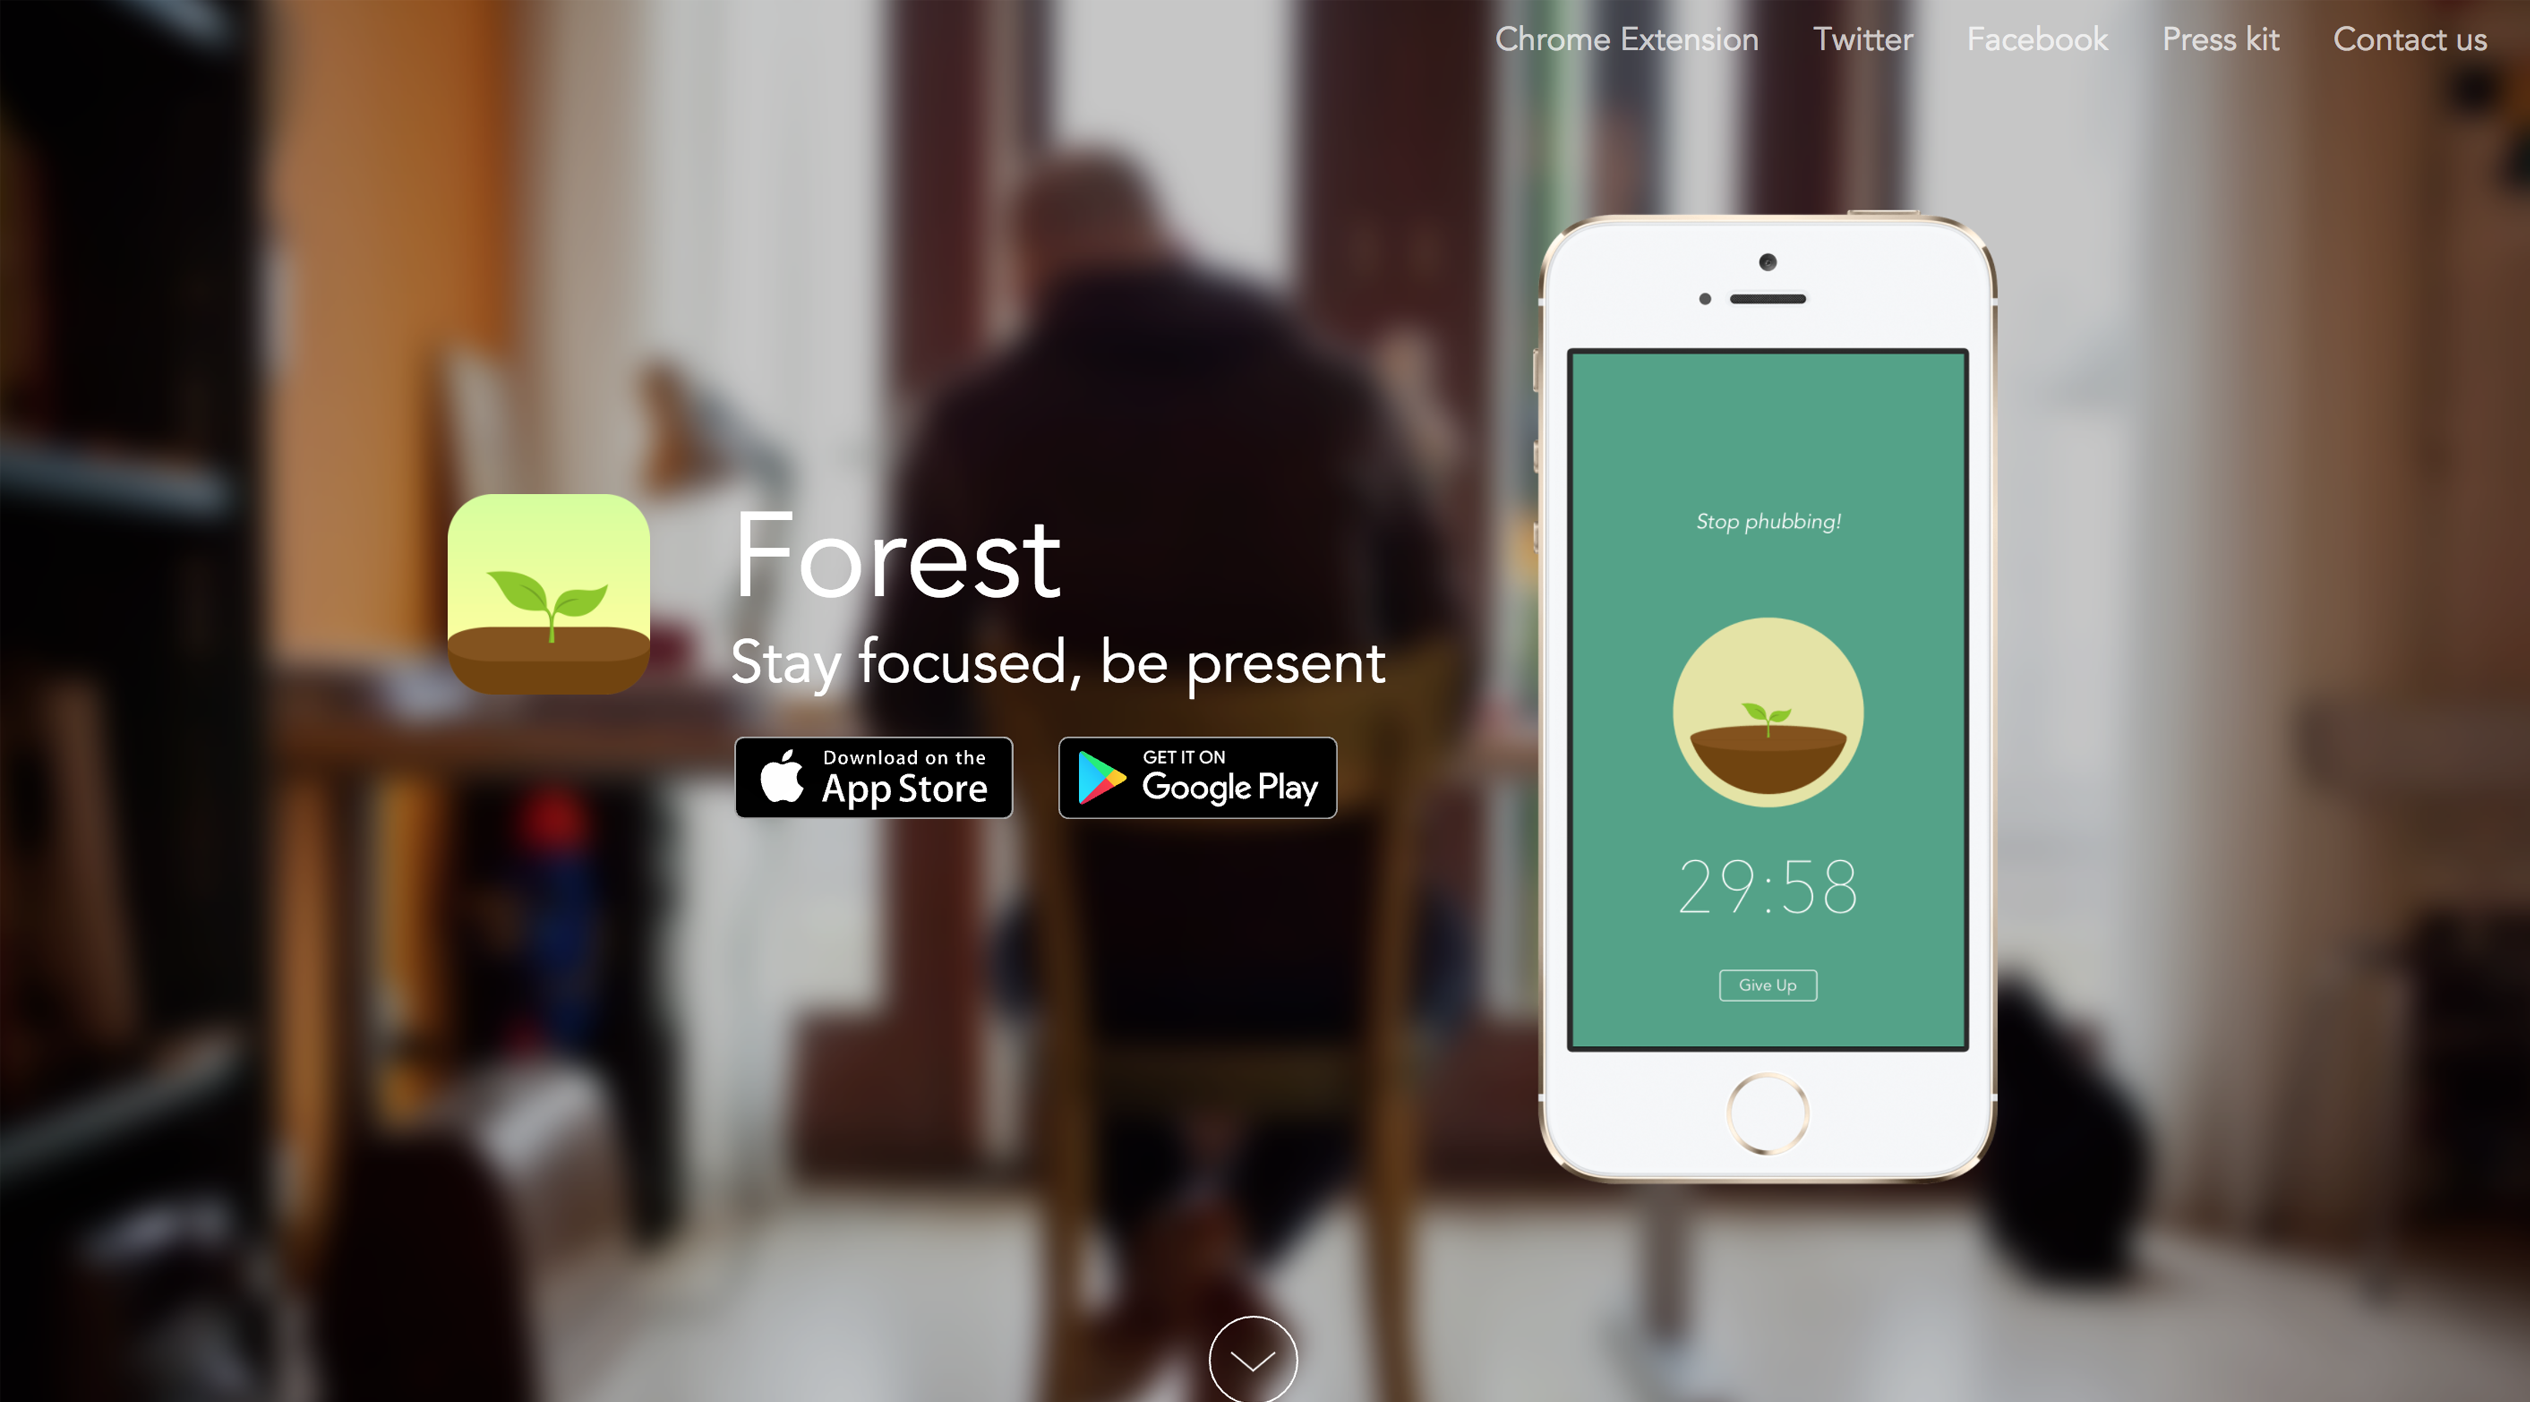 Chrome Extension
Twitter
Facebook
Press kit
Contact us
Forest
Stay focused, be present
Download on the
App Store
GET IT ON
Google Play
Stop phubbing!
29:58
Give Up